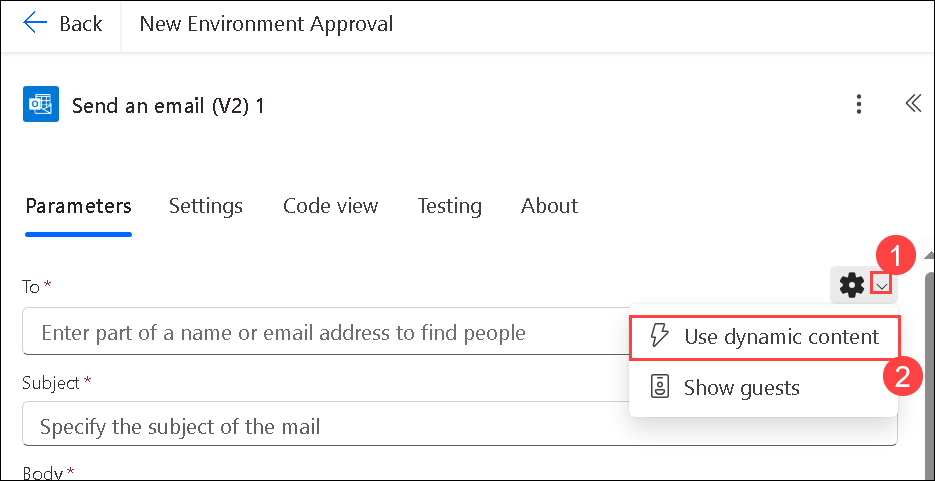 Back New Environment Approval
Send an email (V2) 1
Parameters Settings Code view Testing About
1
To *
Enter part of a name or email address to find people
Use dynamic content
2
Show guests
Subject *
Specify the subject of the mail
Body *